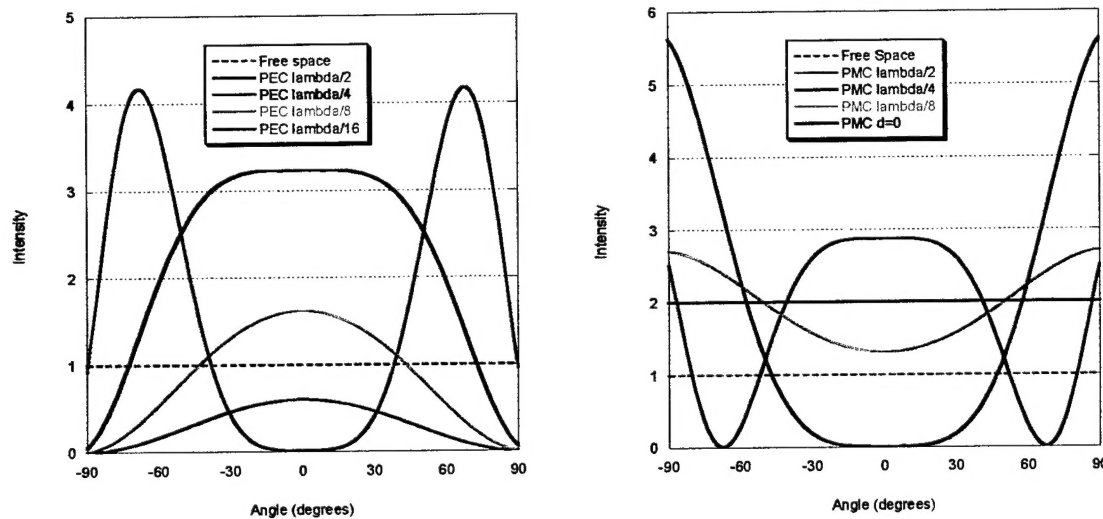 5
4
3
2
1
0
Intensity
Free space
PEC lambda/2
PEC lambda/4
PEC lambda/8
PEC lambda/16
-90
-60
-30
0
30
60
90
Angle (degrees)
6
5
4
3
2
1
0
Intensity
Free Space
PMC lambda/2
PMC lambda/4
PMC lambda/8
PMC d=0
-90
-60
-30
0
30
60
90
Angle (degrees)